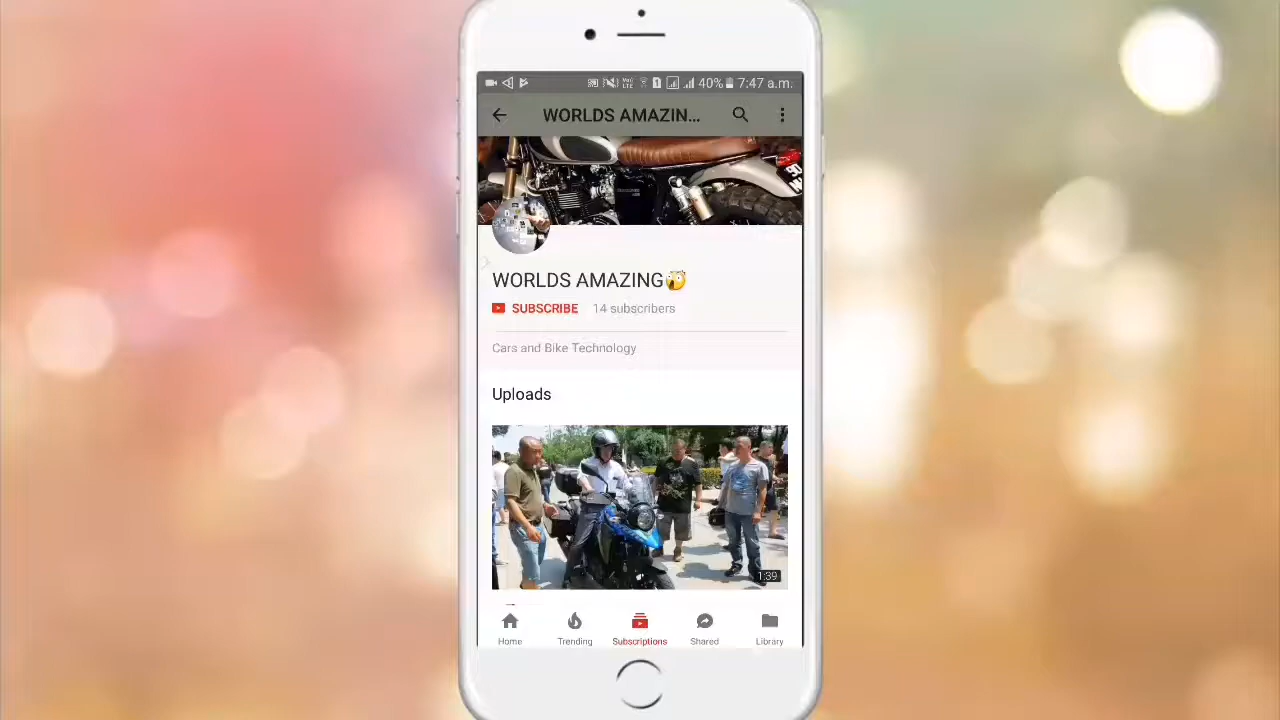 40% 7:47 a.m.
WORLDS AMAZIN...
WORLDS AMAZING
SUBSCRIBE 14 subscribers
Cars and Bike Technology
Uploads
1:39
Home Trending Subscriptions Shared Library